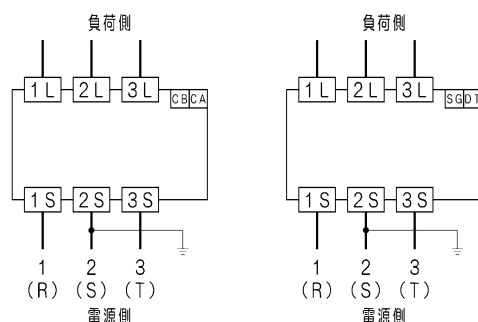 負荷側
1L 2L 3L
CB CA
1S 2S 3S
1 2 3
(R) (S) (T)
電源側
負荷側
1L 2L 3L
SG DT
1S 2S 3S
1 2 3
(R) (S) (T)
電源側